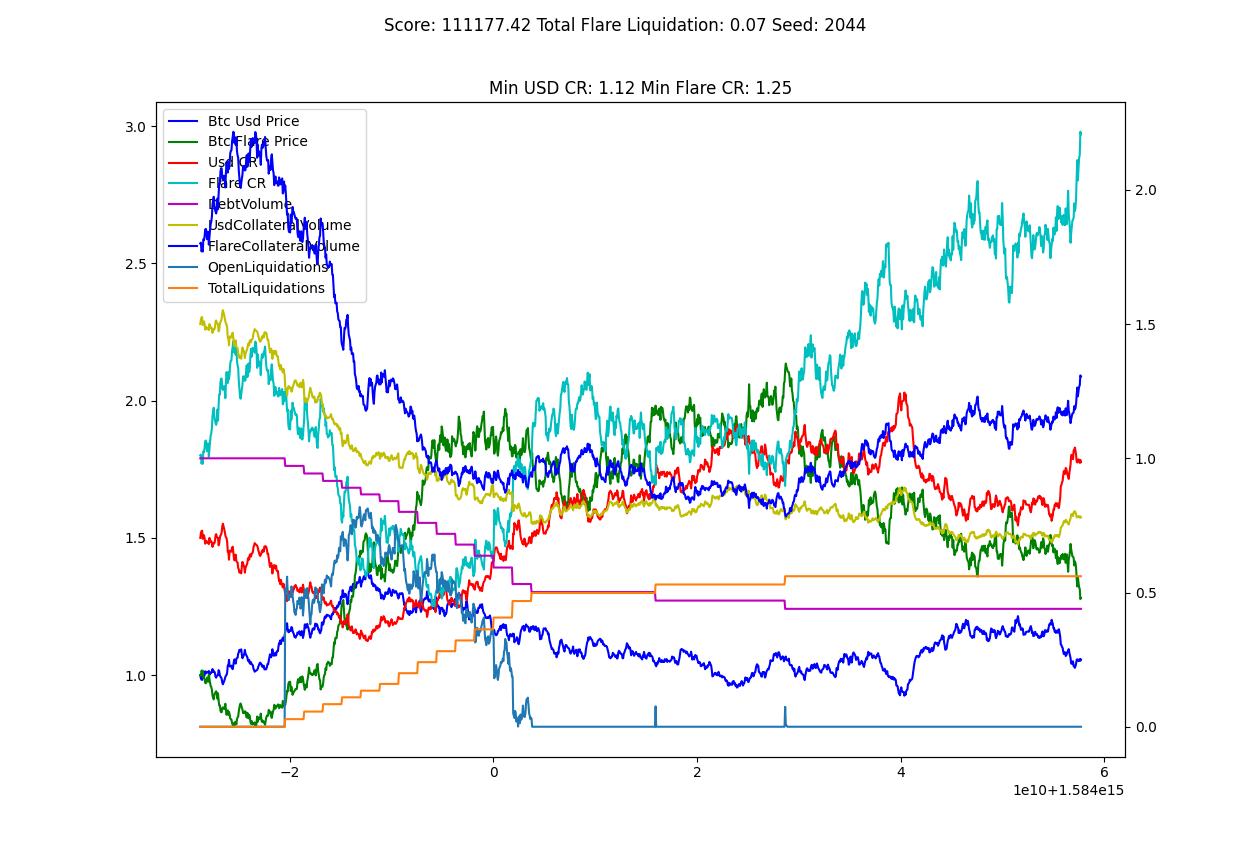 Score: 111177.42 Total Flare Liquidation: 0.07 Seed: 2044
Min USD CR: 1.12 Min Flare CR: 1.25
Btc Usd Price
Btc Flare Price
Usd CR
Flare CR
DebtVolume
UsdCollateralVolume
FlareCollateralVolume
OpenLiquidations
TotalLiquidations
3.0
2.5
2.0
1.5
1.0
2.0
1.5
1.0
0.5
0.0
−2 0 2 4 6
1e10+1.584e15